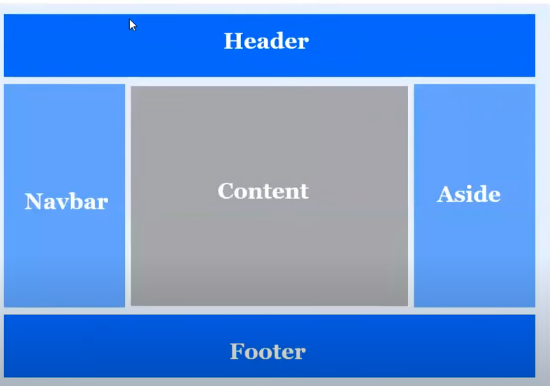 Header
Navbar
Content
Aside
Footer